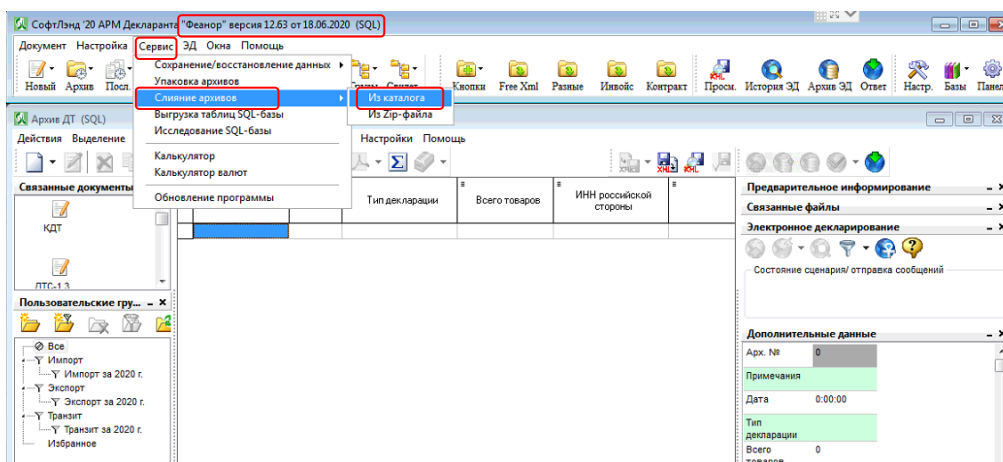 СофтЛэнд '20 АРМ Декларанта "Феанор" версия 12.63 от 18.06.2020 (SQL)
Документ Настройка Сервис ЭД Окна Помощь
Новый Архив Посл. Кнопки Free Xml Разные Инвойс Контракт Просм. История ЭД Архив ЭД Ответ Настр. Базы Панел
Сохранение/восстановление данных
Упаковка архивов
Слияние архивов
Из каталога
Из Zip-файла
Выгрузка таблиц SQL-базы
Исследование SQL-базы
Калькулятор
Калькулятор валют
Обновление программы
Архив ДТ (SQL)
Действия Выделение Настройки Помощь
Связанные документы
КДТ
ДТС-1.3
Тип декларации Всего товаров ИНН российской стороны
Пользовательские гру...
Все
Импорт
Импорт за 2020 г.
Экспорт
Экспорт за 2020 г.
Транзит
Транзит за 2020 г.
Избранное
Предварительное информирование
Связанные файлы
Электронное декларирование
Состояние сценария/ отправка сообщений
Дополнительные данные
Арх. № 0
Примечания
Дата 0:00:00
Тип
декларации
Всего 0
товаров